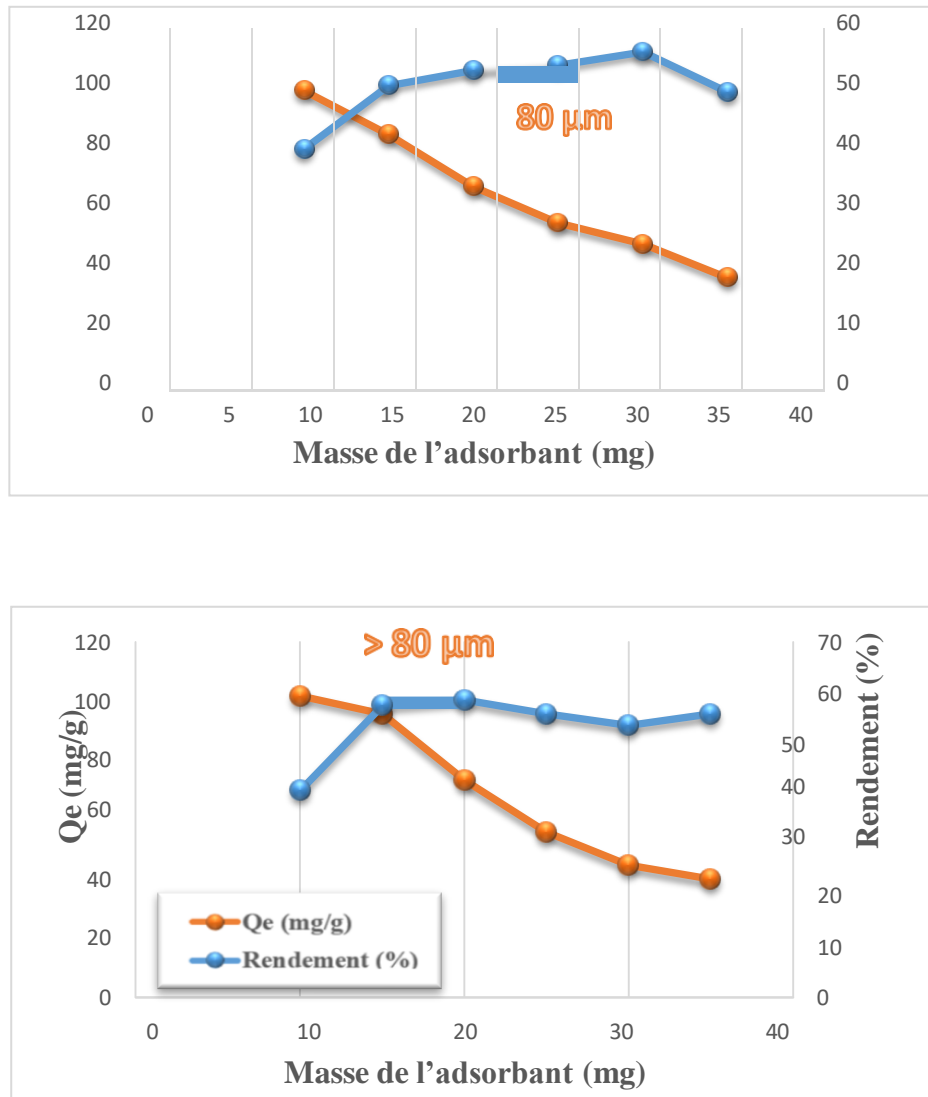 120 60
100 50
80 µm
80 40
60 30
40 20
20 10
0 0
0 5 10 15 20 25 30 35 40
Masse de l’adsorbant (mg)
120 > 80 µm 70
Qe (mg/g)
Rendement (%)
100 60
80 50
60 40
30
40 20
Qe (mg/g)
20 10
Rendement (%)
0 0
0 10 20 30 40
Masse de l’adsorbant (mg)